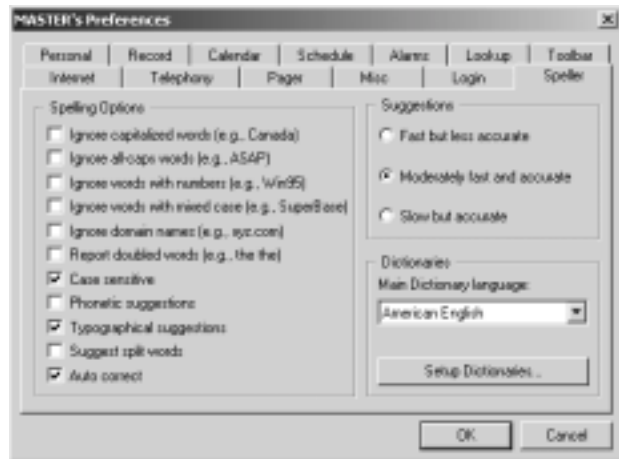 MASTER's Preferences
Personal Record Calendar Schedule Alarms Lookup Toolbar
Internet Telephony Pager Misc Login Speller
Spelling Options
Ignore capitalized words (e.g., Canada)
Ignore all-caps words (e.g., ASAP)
Ignore words with numbers (e.g., Win95)
Ignore words with mixed case (e.g., SuperBase)
Ignore domain names (e.g., xyz.com)
Report doubled words (e.g., the the)
Case sensitive
Phonetic suggestions
Typographical suggestions
Suggest split words
Auto correct
Suggestions
Fast but less accurate
Moderately fast and accurate
Slow but accurate
Dictionaries
Main Dictionary language:
American English
Setup Dictionaries...
OK Cancel